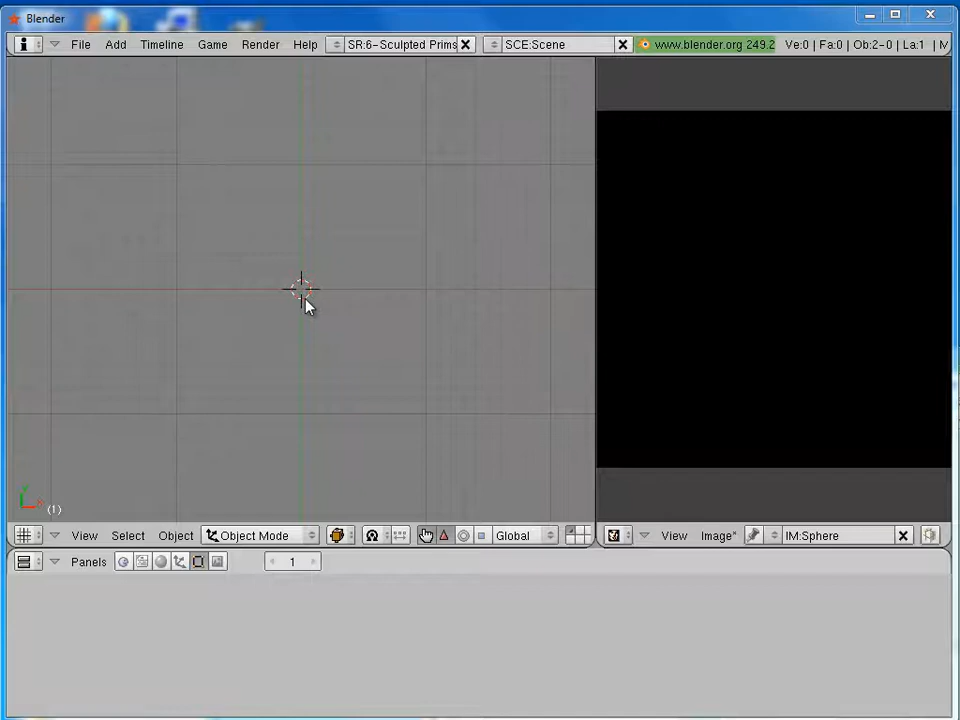 Blender
File Add Timeline Game Render Help SR:6-Sculpted Prims SCE:Scene www.blender.org 249.2 Ve:0 | Fa:0 | Ob:2-0 | La:1 | M
(1)
View Select Object Object Mode Global View Image* IM:Sphere
Panels 1